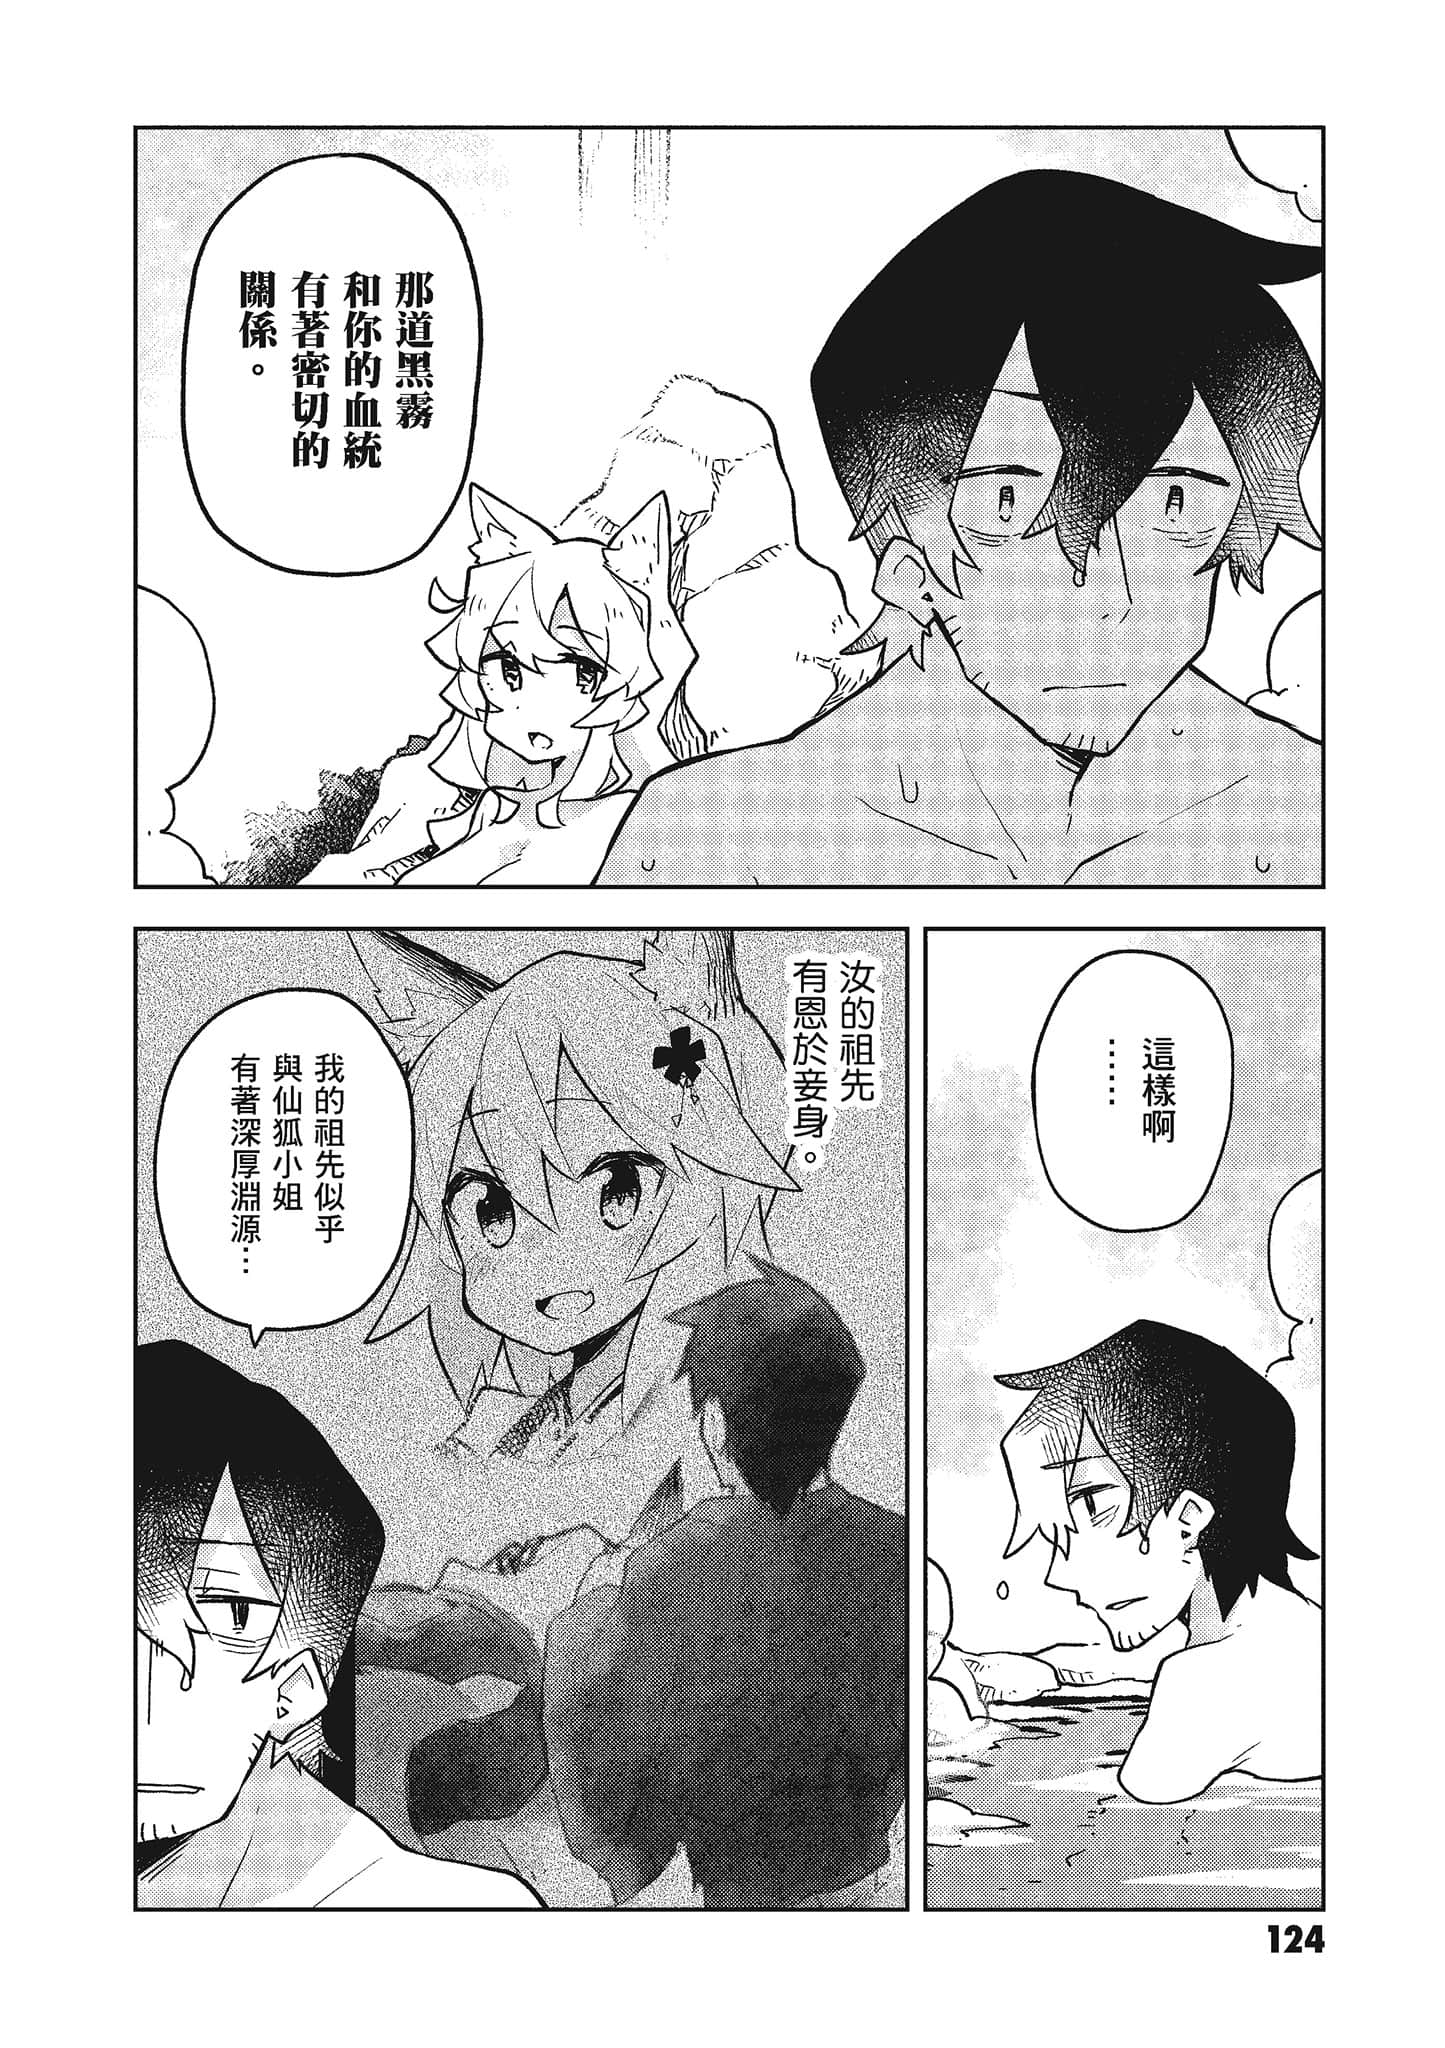 那道黑霧
和你的血統
有著密切的
關係。
這樣啊
⋯⋯
汝的祖先
有恩於妾身。
我的祖先似乎
與仙狐小姐
有著深厚淵源⋯
124